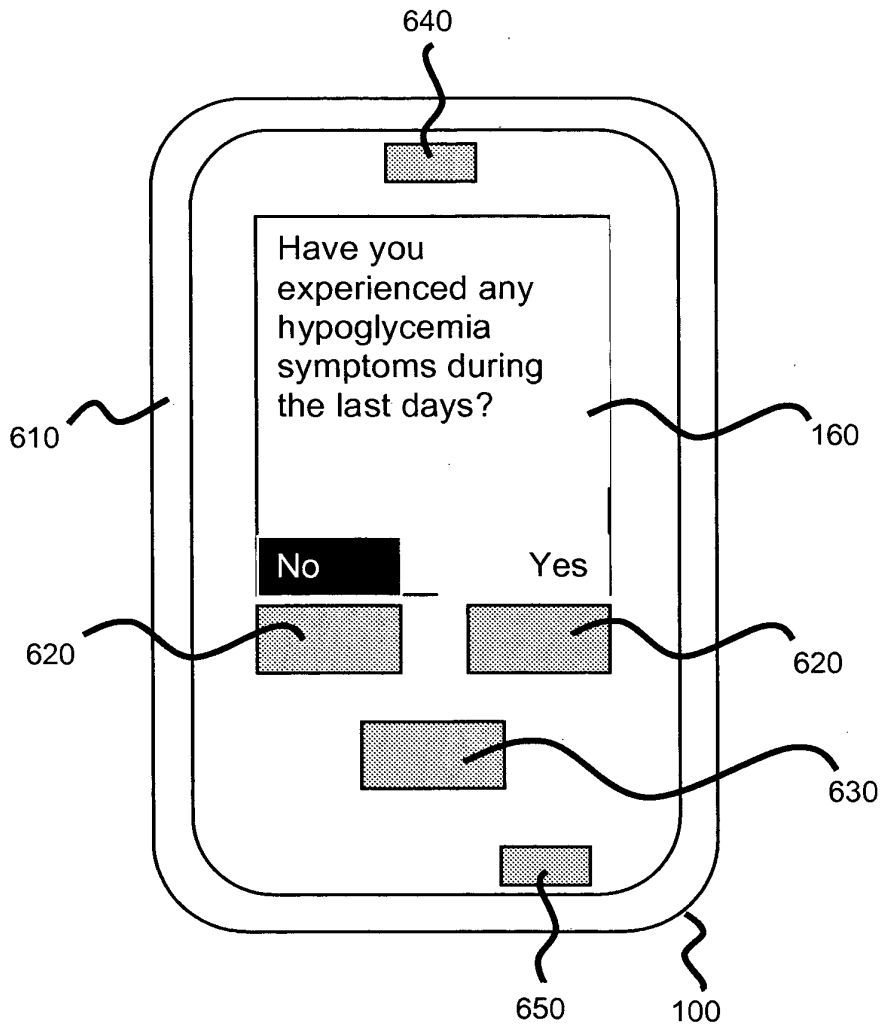 640
Have you
experienced any
hypoglycemia
symptoms during
the last days?
610
160
No
Yes
620
620
630
650
100